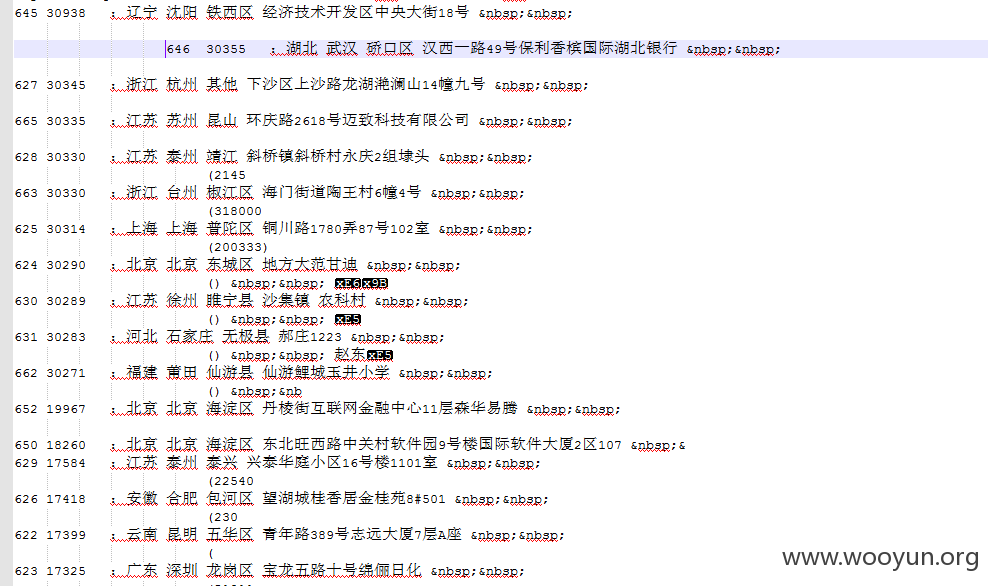 645 30938 ; 辽宁 沈阳 铁西区 经济技术开发区中央大街18号 &nbsp;&nbsp;
646 30355 ; 湖北 武汉 硚口区 汉西一路49号保利香槟国际湖北银行 &nbsp;&nbsp;
627 30345 ; 浙江 杭州 其他 下沙区上沙路龙湖滟澜山14幢九号 &nbsp;&nbsp;
665 30335 ; 江苏 苏州 昆山 环庆路2618号迈致科技有限公司 &nbsp;&nbsp;
628 30330 ; 江苏 泰州 靖江 斜桥镇斜桥村永庆2组埭头 &nbsp;&nbsp;
(2145
663 30330 ; 浙江 台州 椒江区 海门街道陶王村6幢4号 &nbsp;&nbsp;
(318000
625 30314 ; 上海 上海 普陀区 铜川路1780弄87号102室 &nbsp;&nbsp;
(200333)
624 30290 ; 北京 北京 东城区 地方大范甘迪 &nbsp;&nbsp;
() &nbsp;&nbsp; xE6x9B
630 30289 ; 江苏 徐州 睢宁县 沙集镇 农科村 &nbsp;&nbsp;
() &nbsp;&nbsp; xE5
631 30283 ; 河北 石家庄 无极县 郝庄1223 &nbsp;&nbsp;
() &nbsp;&nbsp; 赵东xE5
662 30271 ; 福建 莆田 仙游县 仙游鲤城玉井小学 &nbsp;&nbsp;
() &nbsp;&nb
652 19967 ; 北京 北京 海淀区 丹棱街互联网金融中心11层森华易腾 &nbsp;&nbsp;
650 18260 ; 北京 北京 海淀区 东北旺西路中关村软件园9号楼国际软件大厦2区107 &nbsp;&
629 17584 ; 江苏 泰州 泰兴 兴泰华庭小区16号楼1101室 &nbsp;&nbsp;
(22540
626 17418 ; 安徽 合肥 包河区 望湖城桂香居金桂苑8#501 &nbsp;&nbsp;
(230
622 17399 ; 云南 昆明 五华区 青年路389号志远大厦7层A座 &nbsp;&nbsp;
(
623 17325 ; 广东 深圳 龙岗区 宝龙五路十号绵俪日化 &nbsp;&nbsp;
www.wooyun.org